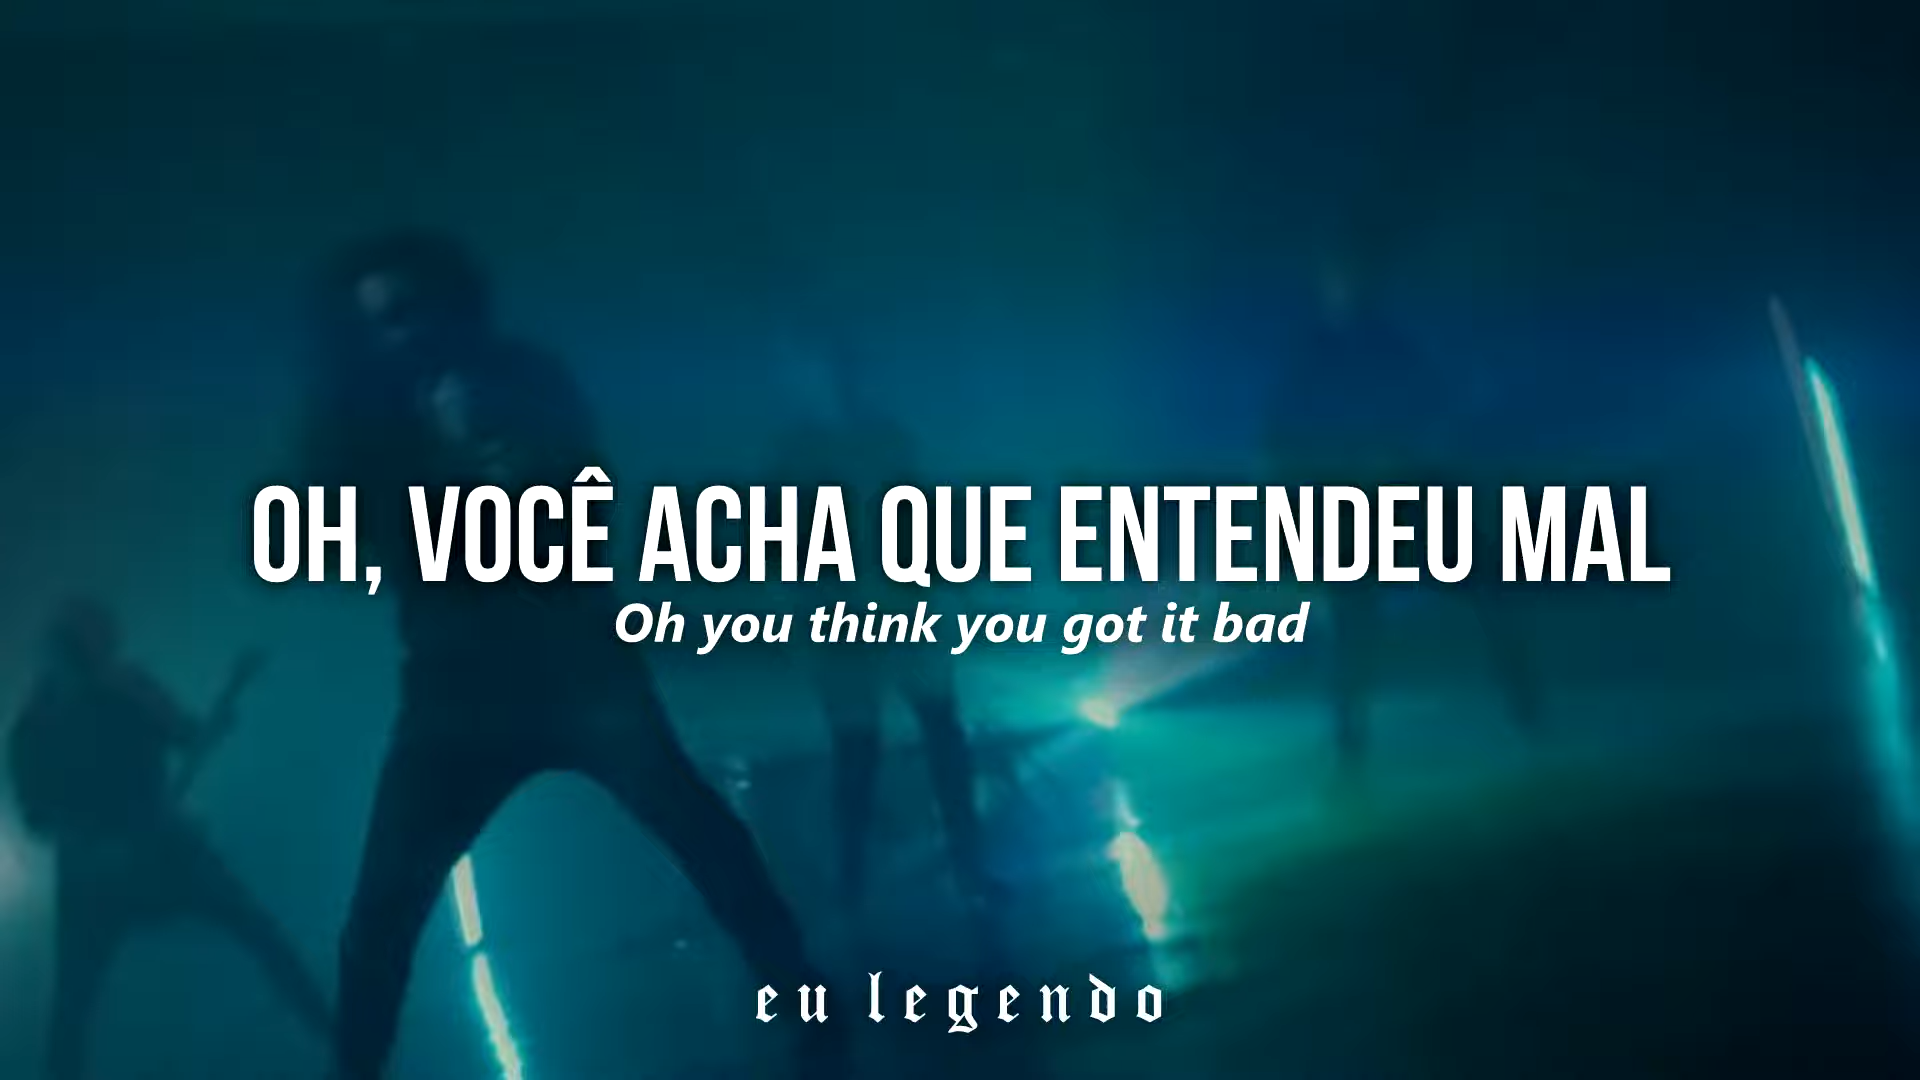 OH, VOCÊ ACHA QUE ENTENDEU MAL
Oh you think you got it bad
eu legendo